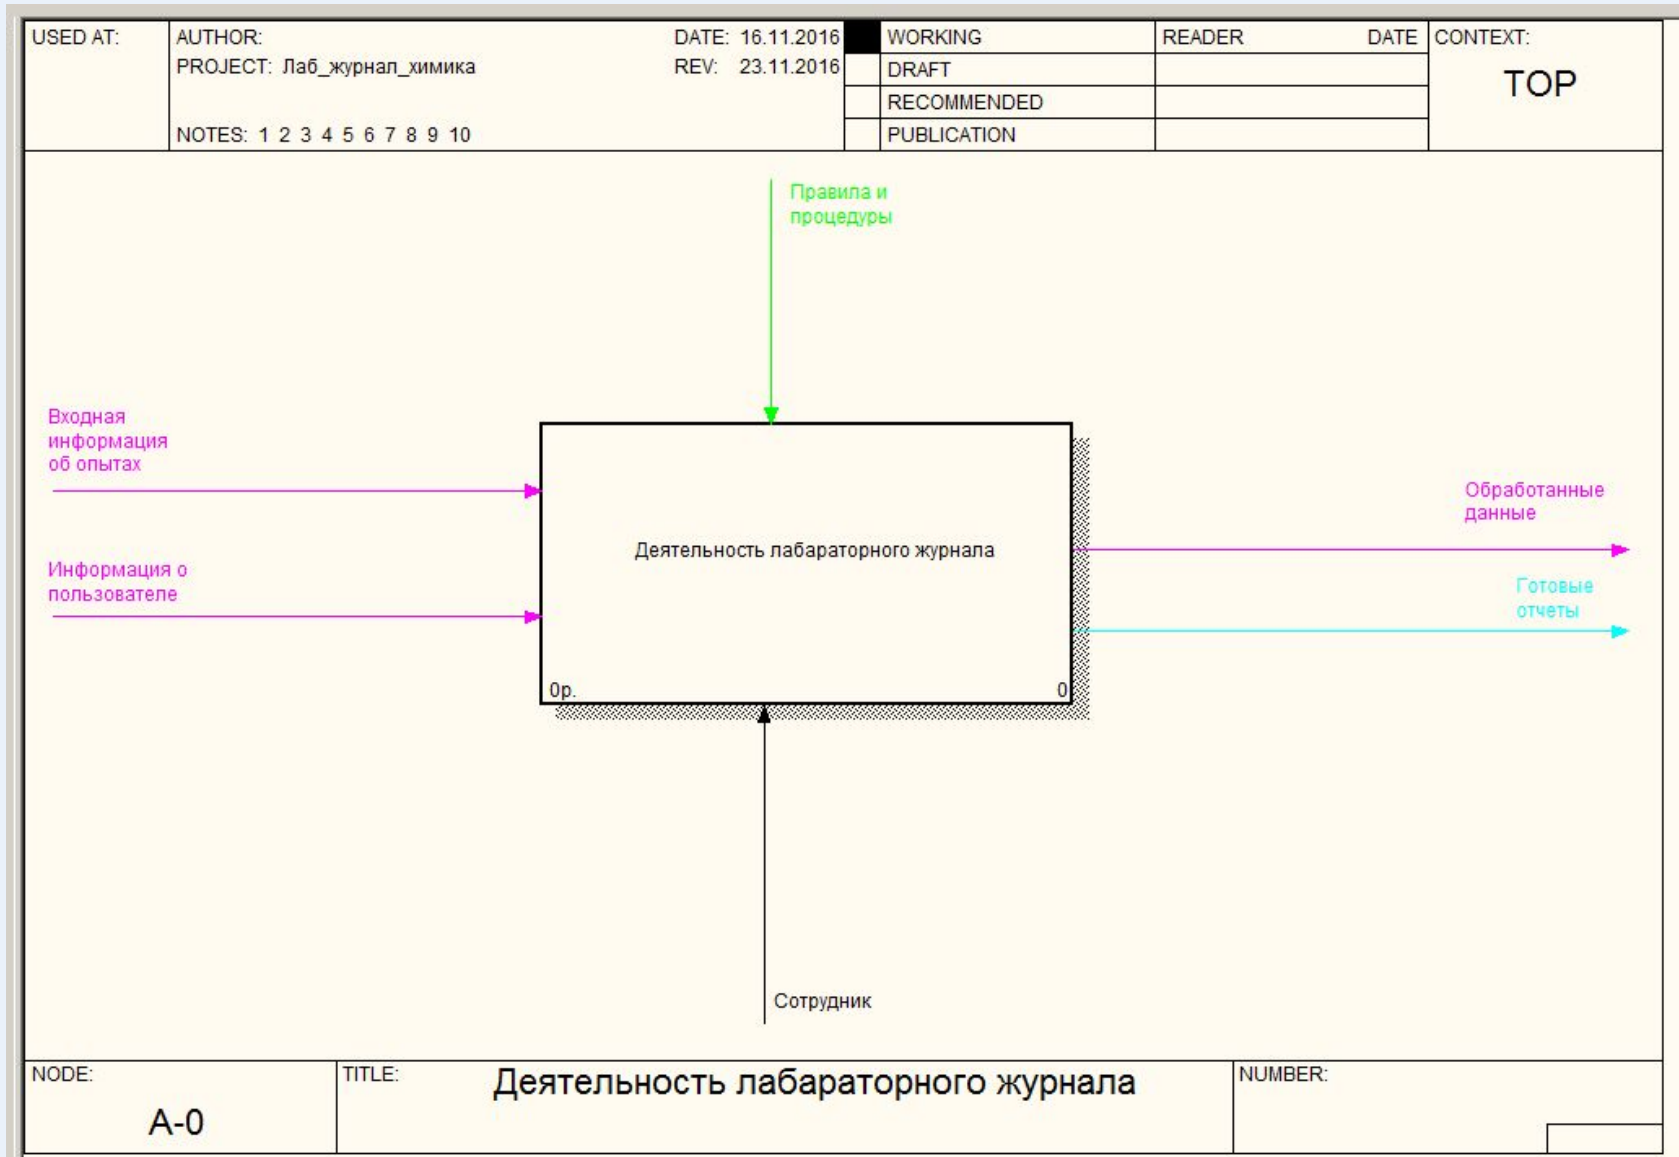 USED AT:
AUTHOR:
DATE: 16.11.2016
PROJECT: Лаб_журнал_химика
REV: 23.11.2016
NOTES: 1 2 3 4 5 6 7 8 9 10
WORKING
DRAFT
RECOMMENDED
PUBLICATION
READER
DATE
CONTEXT:
TOP
Правила и
процедуры
Входная
информация
об опытах
Информация о
пользователе
Деятельность лабараторного журнала
0р.
0
Обработанные
данные
Готовые
отчеты
Сотрудник
NODE:
A-0
TITLE:
Деятельность лабараторного журнала
NUMBER: